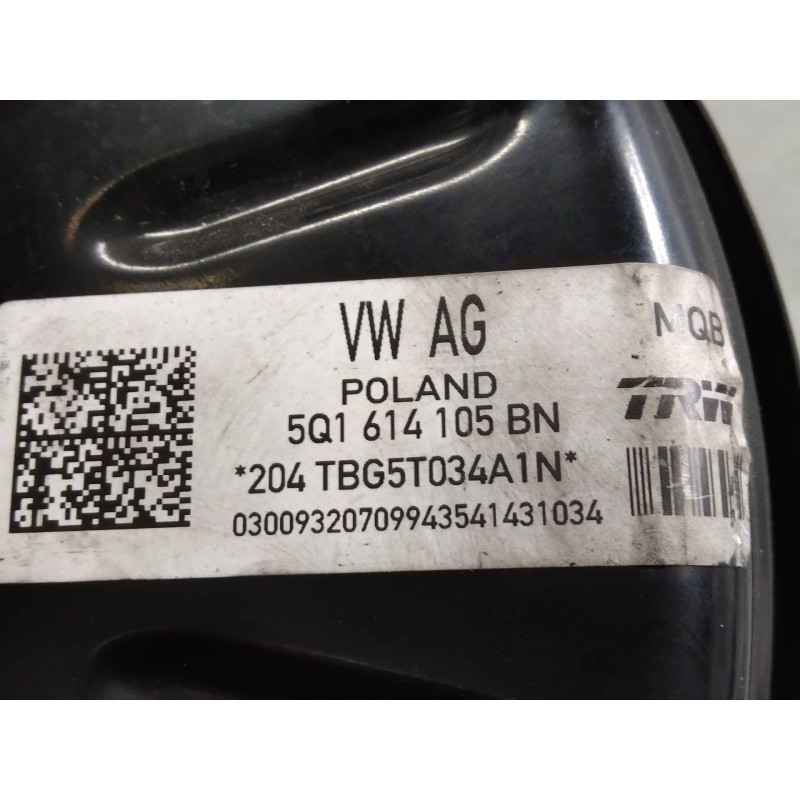 VW AG
MQB
POLAND
TRW
5Q1 614 105 BN
*204 TBG5T034A1N*
03009320709943541431034